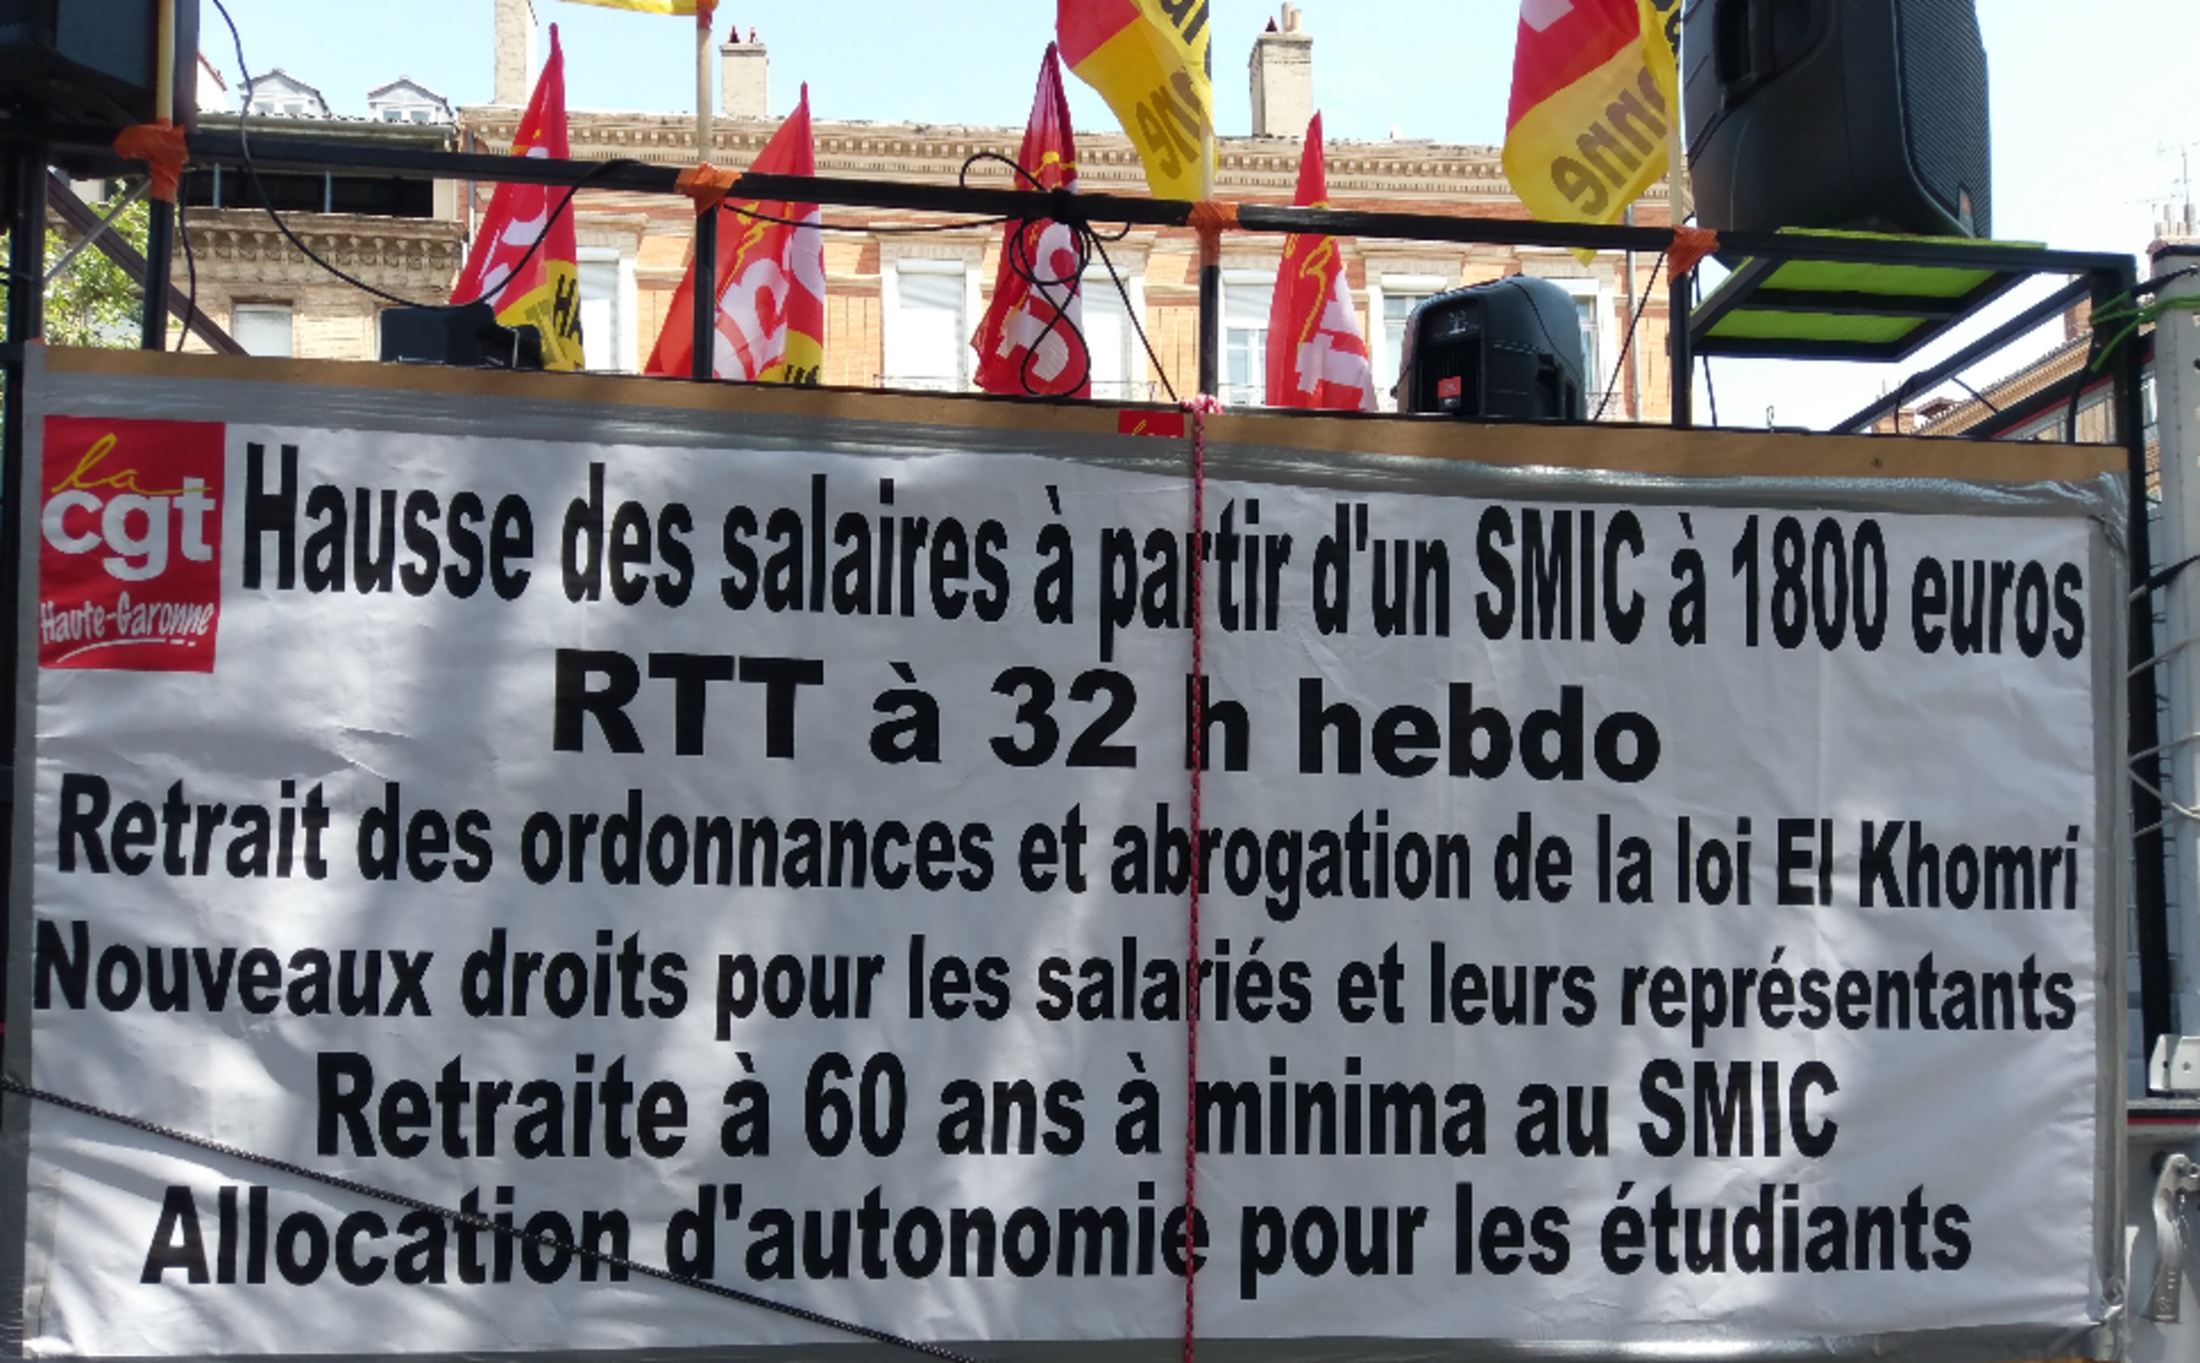 la
cgt
Haute-Garonne
Hausse des salaires à partir d'un SMIC à 1800 euros
RTT à 32 h hebdo
Retrait des ordonnances et abrogation de la loi El Khomri
Nouveaux droits pour les salariés et leurs représentants
Retraite à 60 ans à minima au SMIC
Allocation d'autonomie pour les étudiants